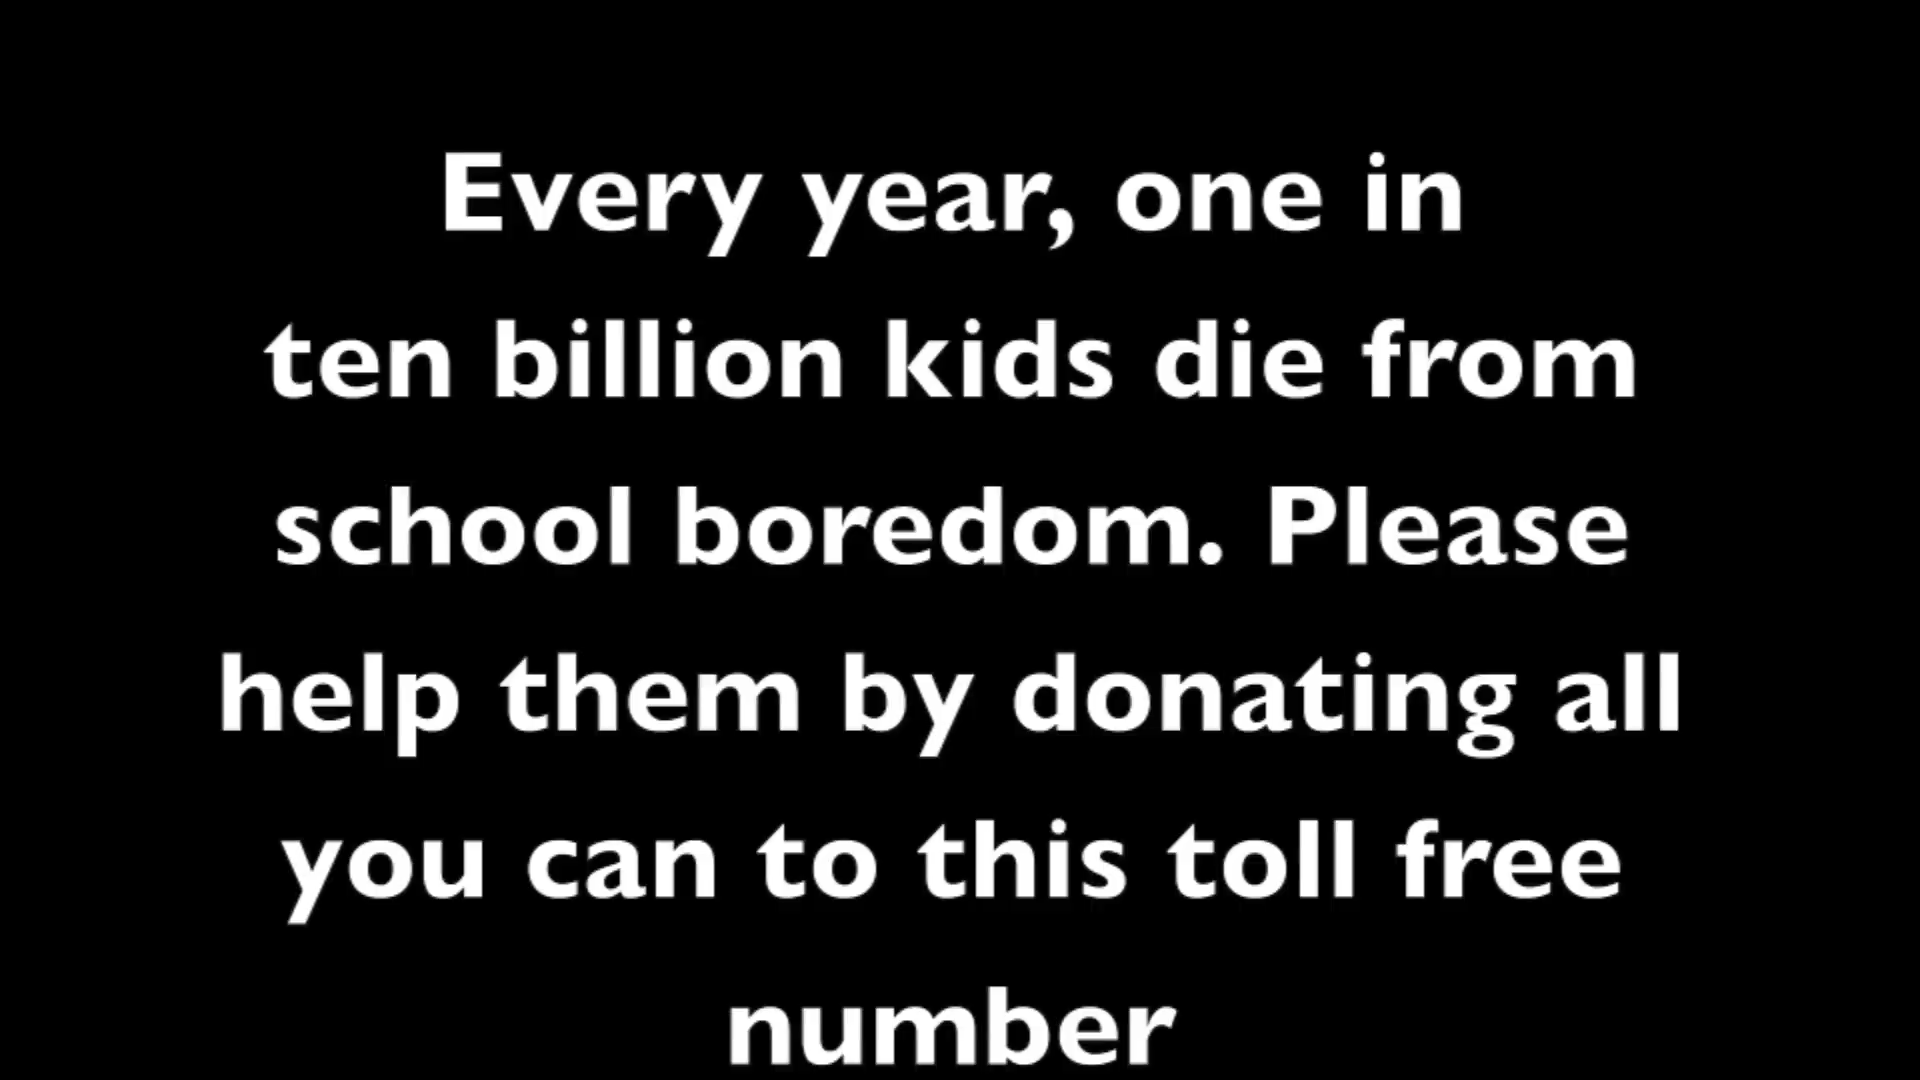 Every year, one in
ten billion kids die from
school boredom. Please
help them by donating all
you can to this toll free
number